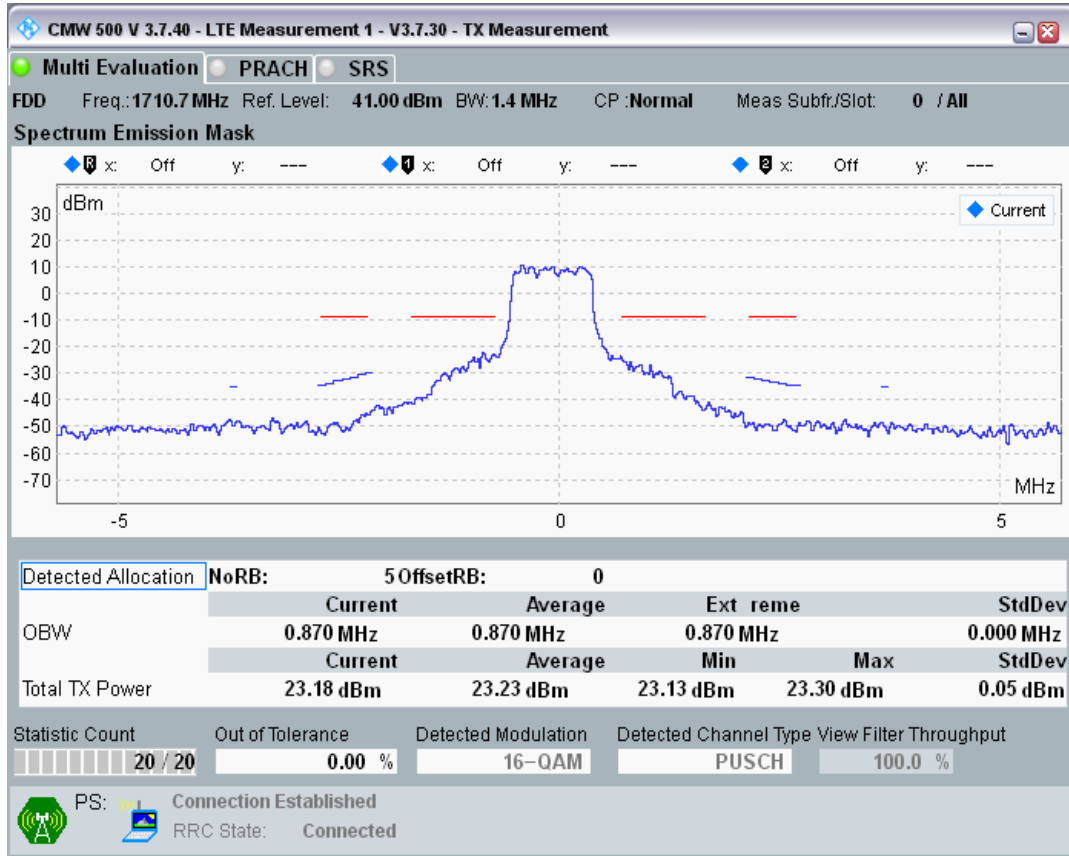 CMW 500 V 3.7.40 - LTE Measurement 1 - V3.7.30 - TX Measurement
Multi Evaluation PRACH SRS
FDD Freq.: 1710.7 MHz Ref. Level: 41.00 dBm BW: 1.4 MHz CP :Normal Meas Subfr./Slot: 0 / All
Spectrum Emission Mask
R x: Off y: --- 1 x: Off y: --- 2 x: Off y: ---
dBm
Current
30
20
10
0
-10
-20
-30
-40
-50
-60
-70
MHz
-5 0 5
Detected Allocation NoRB: 5 OffsetRB: 0
Current Average Ext reme StdDev
OBW 0.870 MHz 0.870 MHz 0.870 MHz 0.000 MHz
Current Average Min Max StdDev
Total TX Power 23.18 dBm 23.23 dBm 23.13 dBm 23.30 dBm 0.05 dBm
Statistic Count Out of Tolerance Detected Modulation Detected Channel Type View Filter Throughput
20 / 20 0.00 % 16-QAM PUSCH 100.0 %
PS: Connection Established
RRC State: Connected